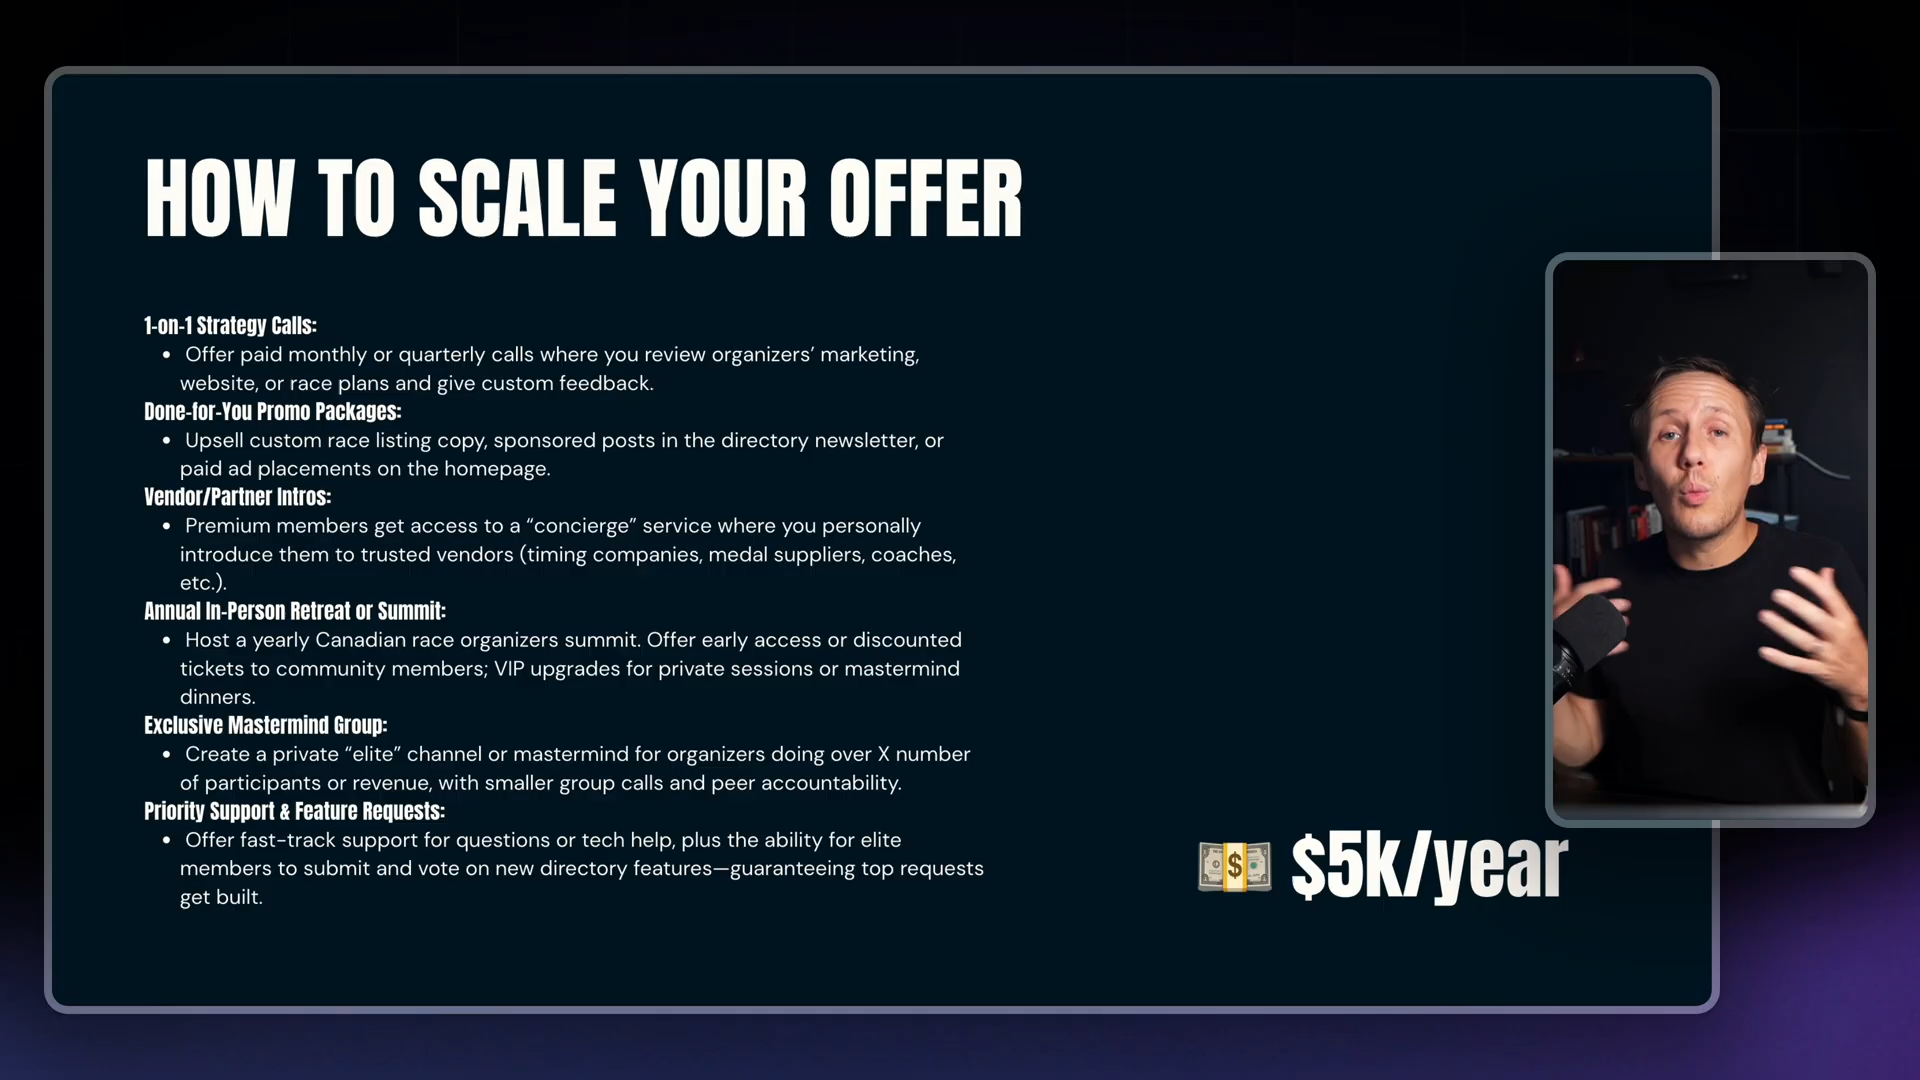 HOW TO SCALE YOUR OFFER
1-on-1 Strategy Calls:
• Offer paid monthly or quarterly calls where you review organizers’ marketing,
website, or race plans and give custom feedback.
Done-for-You Promo Packages:
• Upsell custom race listing copy, sponsored posts in the directory newsletter, or
paid ad placements on the homepage.
Vendor/Partner Intros:
• Premium members get access to a “concierge” service where you personally
introduce them to trusted vendors (timing companies, medal suppliers, coaches,
etc.).
Annual In-Person Retreat or Summit:
• Host a yearly Canadian race organizers summit. Offer early access or discounted
tickets to community members; VIP upgrades for private sessions or mastermind
dinners.
Exclusive Mastermind Group:
• Create a private “elite” channel or mastermind for organizers doing over X number
of participants or revenue, with smaller group calls and peer accountability.
Priority Support & Feature Requests:
• Offer fast-track support for questions or tech help, plus the ability for elite
members to submit and vote on new directory features—guaranteeing top requests
get built.
💵 $5k/year